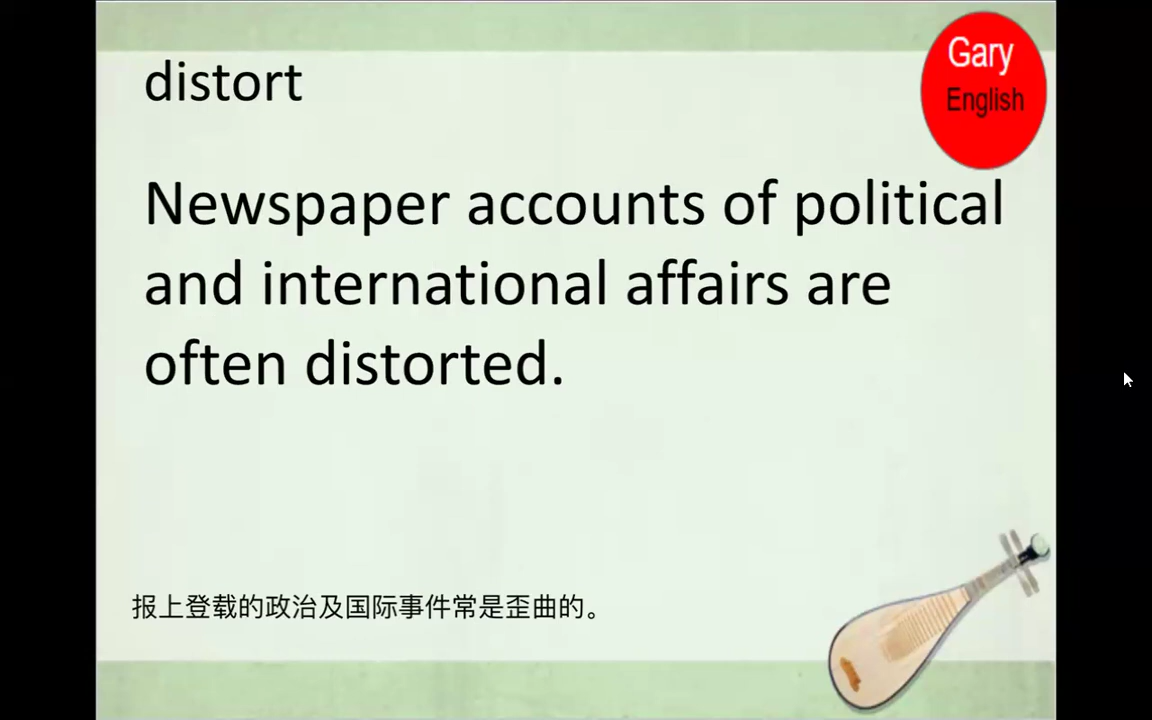 Gary
English
distort
Newspaper accounts of political
and international affairs are
often distorted.
报上登载的政治及国际事件常是歪曲的。